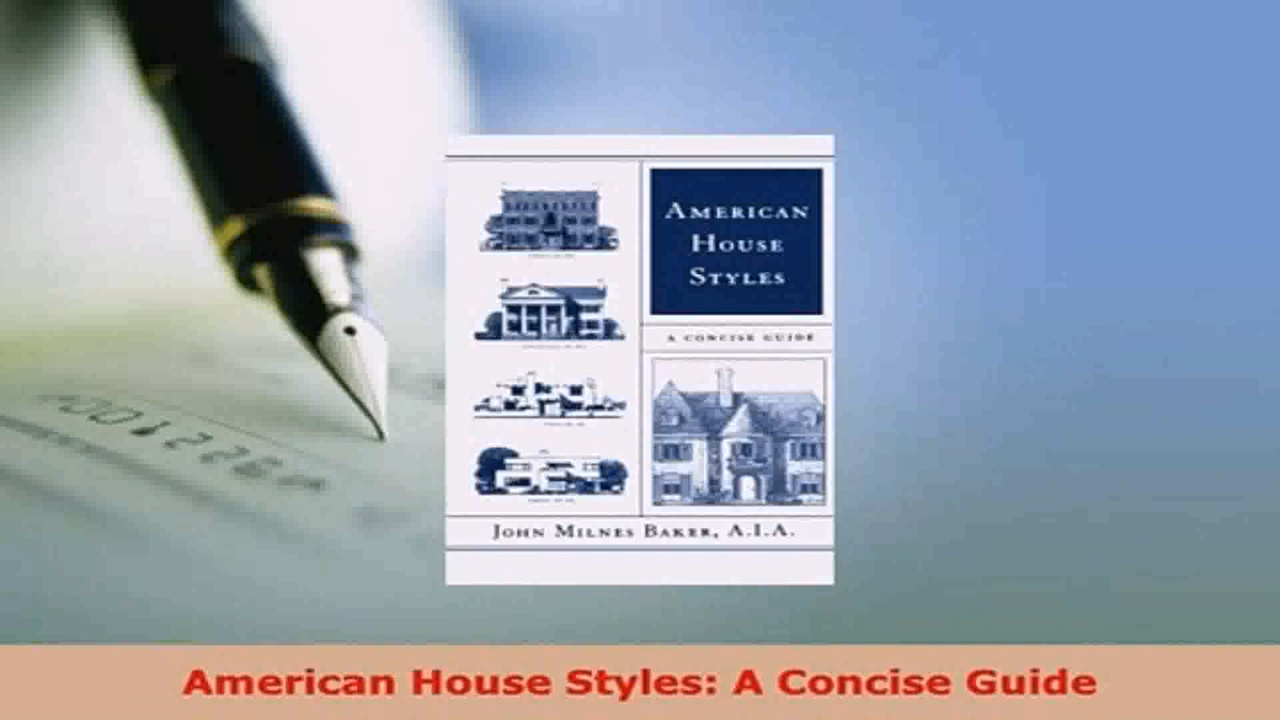 American
House
Styles
A Concise Guide
John Milnes Baker, A.I.A.
American House Styles: A Concise Guide